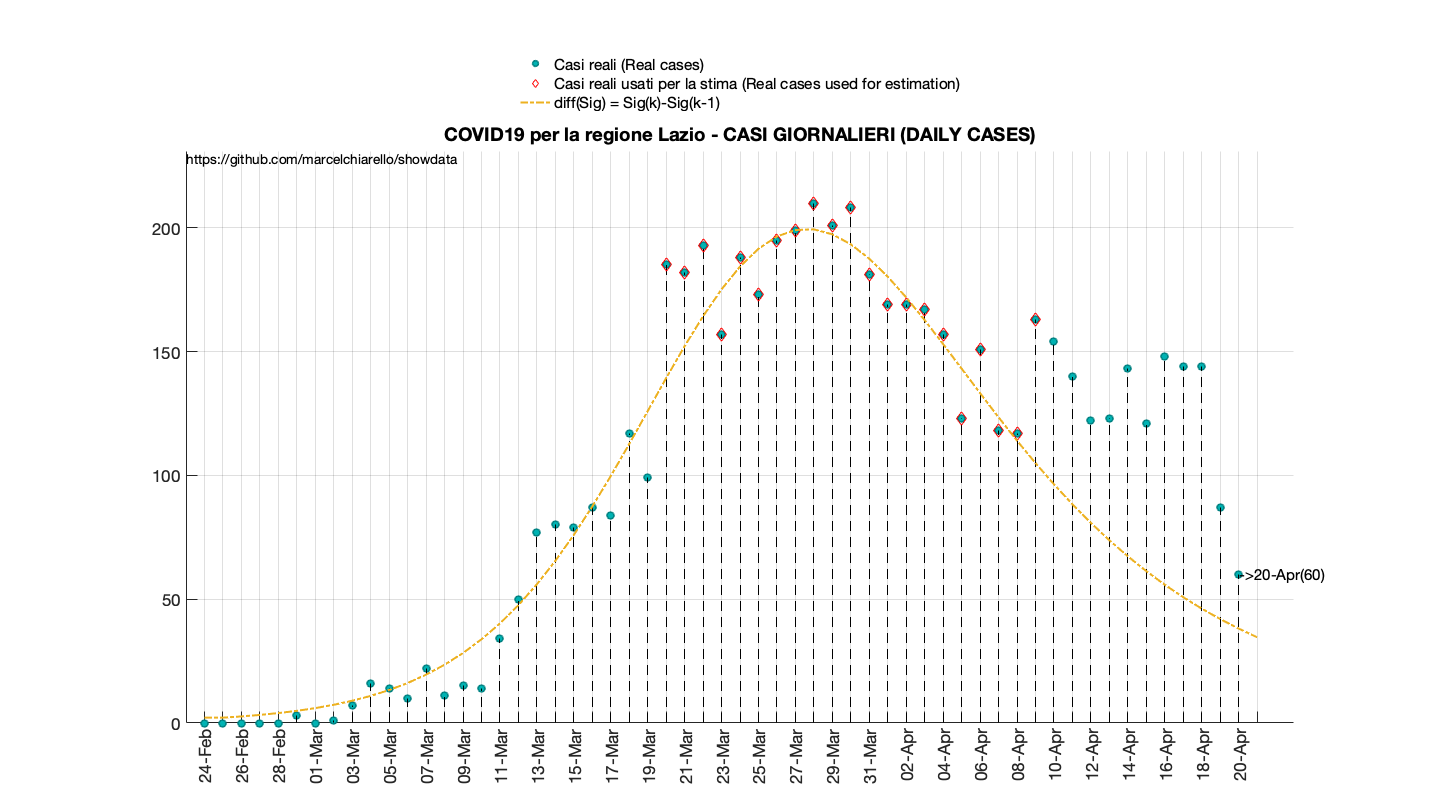 Casi reali (Real cases)
Casi reali usati per la stima (Real cases used for estimation)
diff(Sig) = Sig(k)-Sig(k-1)
COVID19 per la regione Lazio - CASI GIORNALIERI (DAILY CASES)
https://github.com/marcelchiarello/showdata
200
150
100
50
0
->20-Apr(60)
24-Feb
26-Feb
28-Feb
01-Mar
03-Mar
05-Mar
07-Mar
09-Mar
11-Mar
13-Mar
15-Mar
17-Mar
19-Mar
21-Mar
23-Mar
25-Mar
27-Mar
29-Mar
31-Mar
02-Apr
04-Apr
06-Apr
08-Apr
10-Apr
12-Apr
14-Apr
16-Apr
18-Apr
20-Apr